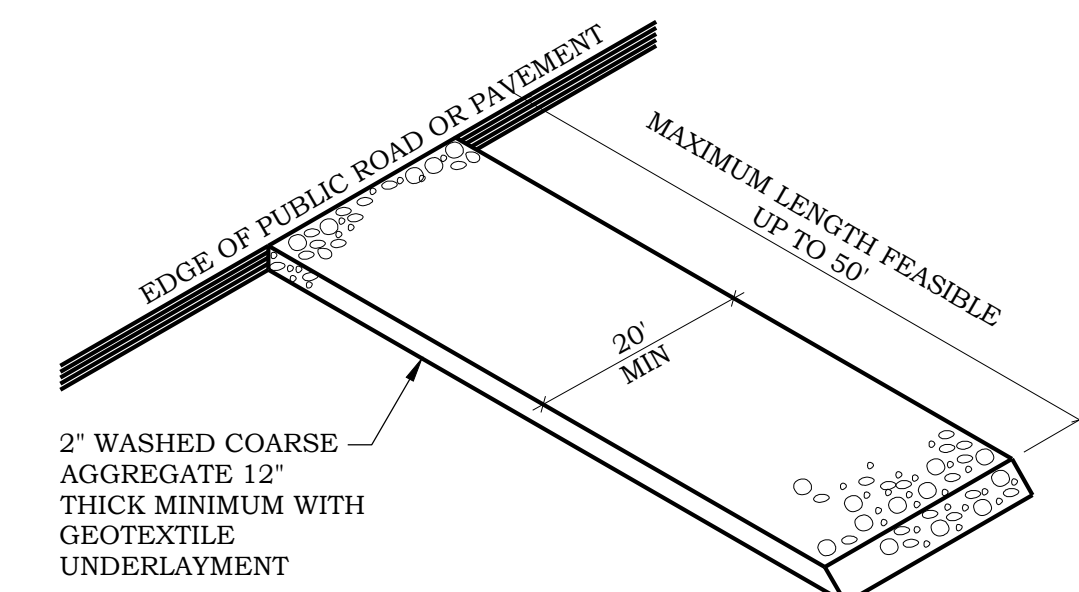 EDGE OF PUBLIC ROAD OR PAVEMENT
MAXIMUM LENGTH FEASIBLE
UP TO 50'
20'
MIN
2" WASHED COARSE
AGGREGATE 12"
THICK MINIMUM WITH
GEOTEXTILE
UNDERLAYMENT